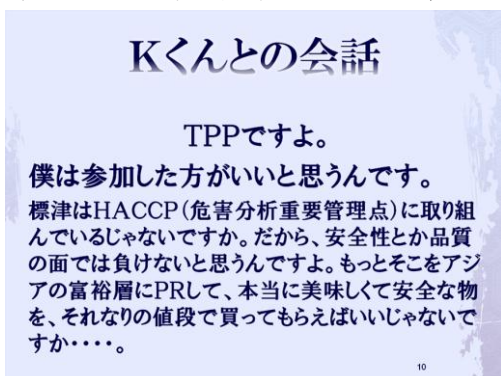 Kくんとの会話
TPPですよ。
僕は参加した方がいいと思うんです。
標津はHACCP(危害分析重要管理点)に取り組
んでいるじゃないですか。だから、安全性とか品質
の面では負けないと思うんですよ。もっとそこをアジ
アの富裕層にPRして、本当に美味しくて安全な物
を、それなりの値段で買ってもらえばいいじゃないで
すか・・・・。
10